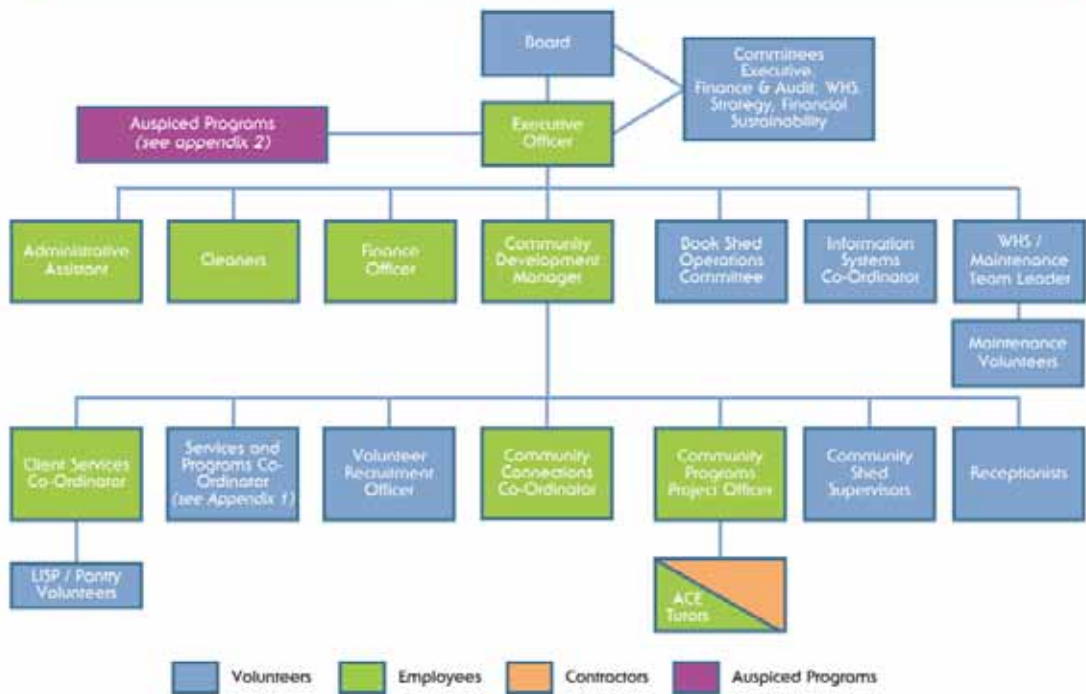 Board
Committees
Executive,
Finance & Audit, WHS,
Strategy, Financial
Sustainability
Auspiced Programs
(see appendix 2)
Executive
Officer
Administrative
Assistant
Cleaners
Finance
Officer
Community
Development
Manager
Book Shed
Operations
Committee
Information
Systems
Co-Ordinator
WHS /
Maintenance
Team Leader
Maintenance
Volunteers
Client Services
Co-Ordinator
Services and
Programs Co-
Ordinator
(see Appendix 1)
Volunteer
Recruitment
Officer
Community
Connections
Co-Ordinator
Community
Programs
Project Officer
Community
Shed
Supervisors
Receptionists
LISP / Pantry
Volunteers
ACE
Tutors
Volunteers
Employees
Contractors
Auspiced Programs